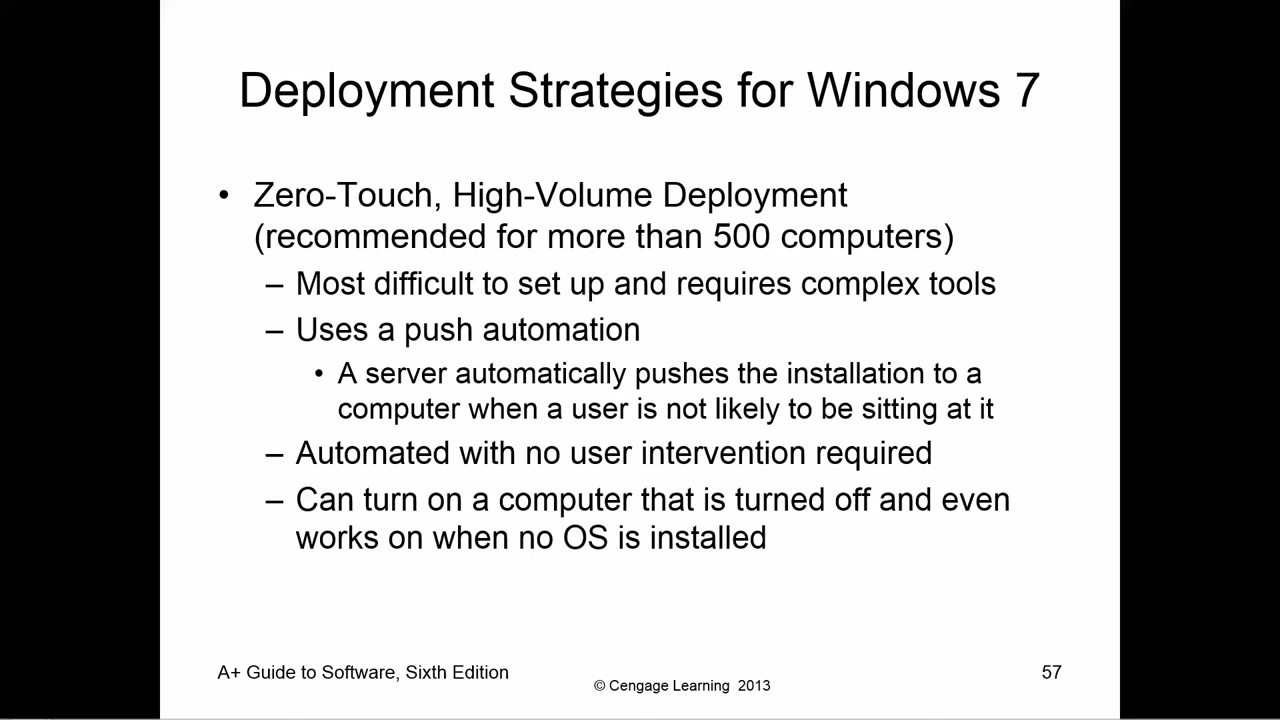 Deployment Strategies for Windows 7
• Zero-Touch, High-Volume Deployment
(recommended for more than 500 computers)
– Most difficult to set up and requires complex tools
– Uses a push automation
• A server automatically pushes the installation to a
computer when a user is not likely to be sitting at it
– Automated with no user intervention required
– Can turn on a computer that is turned off and even
works on when no OS is installed
A+ Guide to Software, Sixth Edition
© Cengage Learning 2013
57